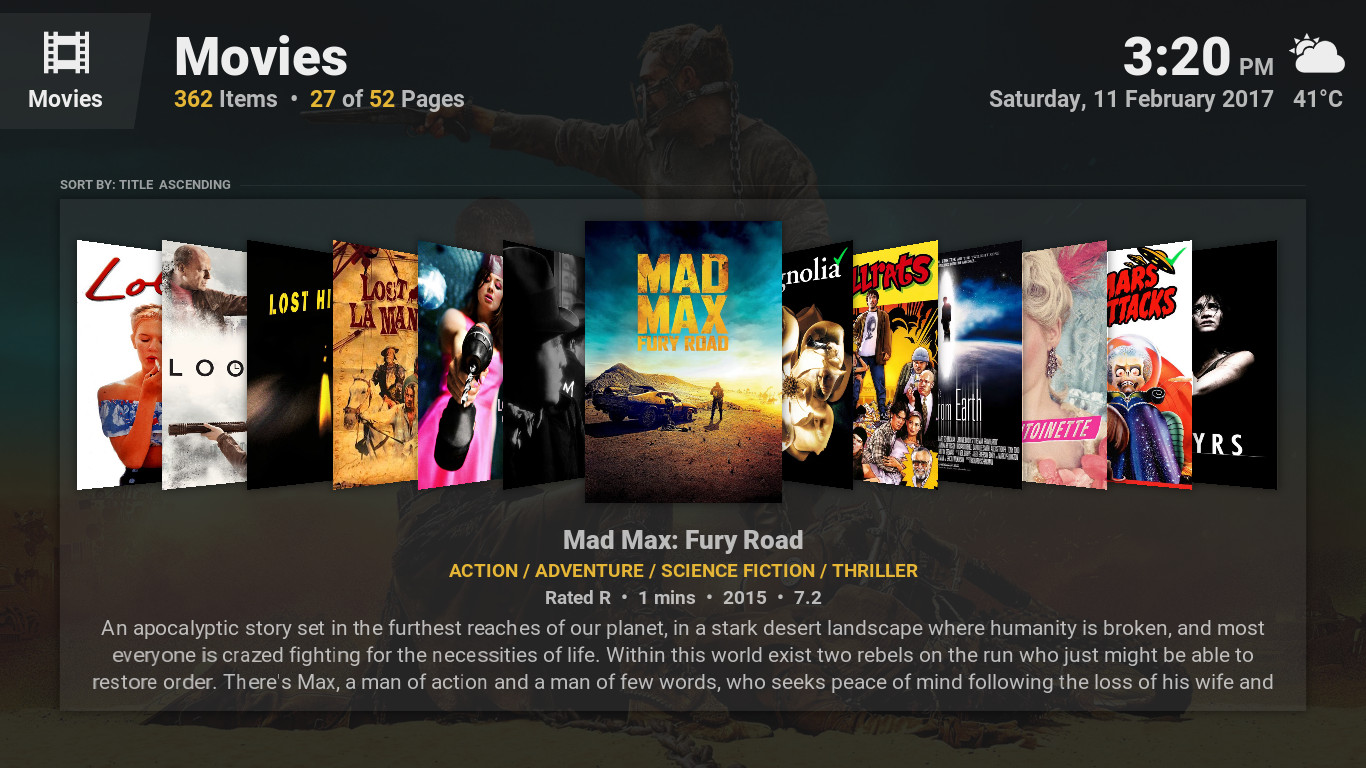 Movies
Movies
362 Items • 27 of 52 Pages
3:20 PM
Saturday, 11 February 2017 41°C
SORT BY: TITLE ASCENDING
Lo
LOO
LOST HI
LOST
LA MAN
MAD
MAX
FURY ROAD
gnolia
LLRATS
rom Earth
TOINETTE
MARS
ATTACKS
YRS
Mad Max: Fury Road
ACTION / ADVENTURE / SCIENCE FICTION / THRILLER
Rated R • 1 mins • 2015 • 7.2
An apocalyptic story set in the furthest reaches of our planet, in a stark desert landscape where humanity is broken, and most
everyone is crazed fighting for the necessities of life. Within this world exist two rebels on the run who just might be able to
restore order. There's Max, a man of action and a man of few words, who seeks peace of mind following the loss of his wife and